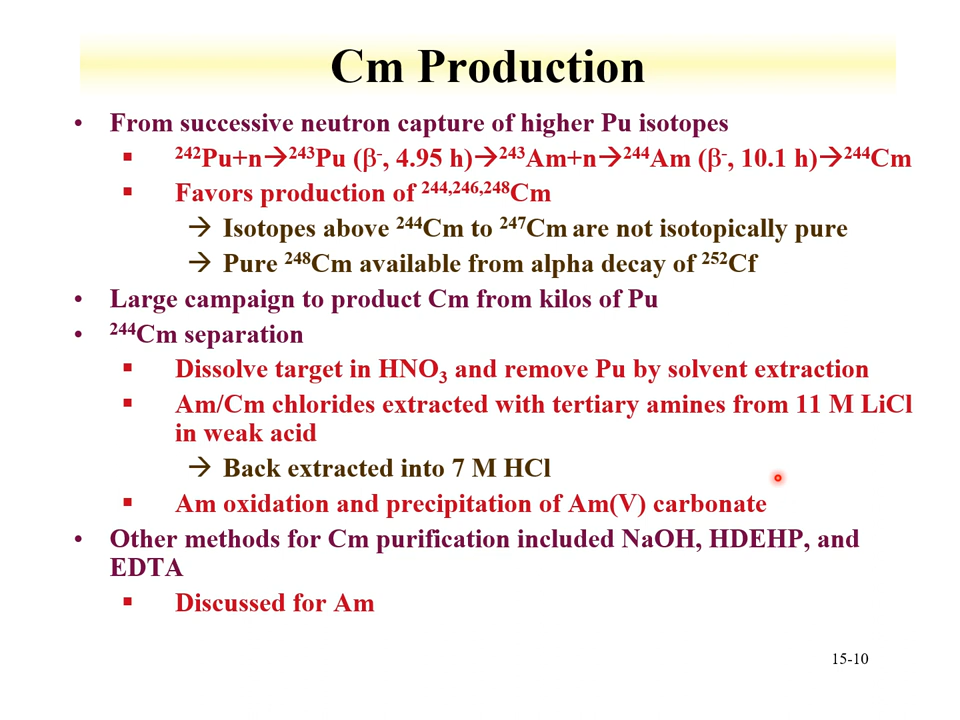 Cm Production
• From successive neutron capture of higher Pu isotopes
▪ ²⁴²Pu+n→²⁴³Pu (β⁻, 4.95 h)→²⁴³Am+n→²⁴⁴Am (β⁻, 10.1 h)→²⁴⁴Cm
▪ Favors production of ²⁴⁴,²⁴⁶,²⁴⁸Cm
→ Isotopes above ²⁴⁴Cm to ²⁴⁷Cm are not isotopically pure
→ Pure ²⁴⁸Cm available from alpha decay of ²⁵²Cf
• Large campaign to product Cm from kilos of Pu
• ²⁴⁴Cm separation
▪ Dissolve target in HNO₃ and remove Pu by solvent extraction
▪ Am/Cm chlorides extracted with tertiary amines from 11 M LiCl
in weak acid
→ Back extracted into 7 M HCl
▪ Am oxidation and precipitation of Am(V) carbonate
• Other methods for Cm purification included NaOH, HDEHP, and
EDTA
▪ Discussed for Am
15-10